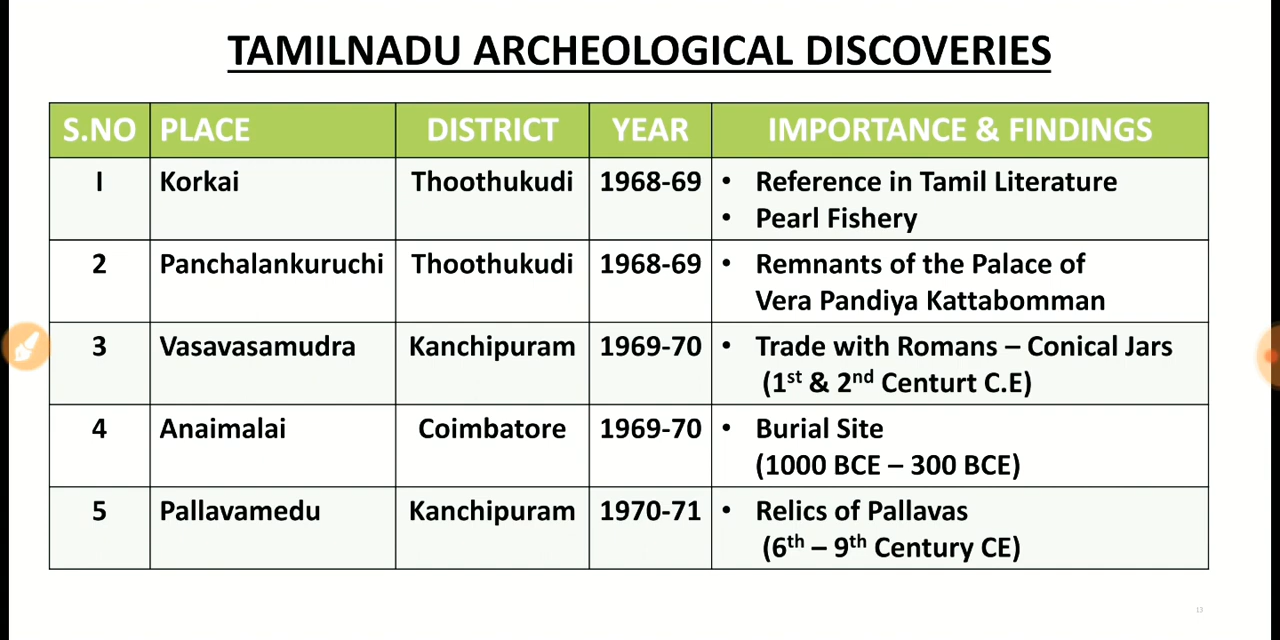 TAMILNADU ARCHEOLOGICAL DISCOVERIES
S.NO PLACE DISTRICT YEAR IMPORTANCE & FINDINGS
1 Korkai Thoothukudi 1968-69 • Reference in Tamil Literature
• Pearl Fishery
2 Panchalankuruchi Thoothukudi 1968-69 • Remnants of the Palace of
Vera Pandiya Kattabomman
3 Vasavasamudra Kanchipuram 1969-70 • Trade with Romans – Conical Jars
(1st & 2nd Centurt C.E)
4 Anaimalai Coimbatore 1969-70 • Burial Site
(1000 BCE – 300 BCE)
5 Pallavamedu Kanchipuram 1970-71 • Relics of Pallavas
(6th – 9th Century CE)
13